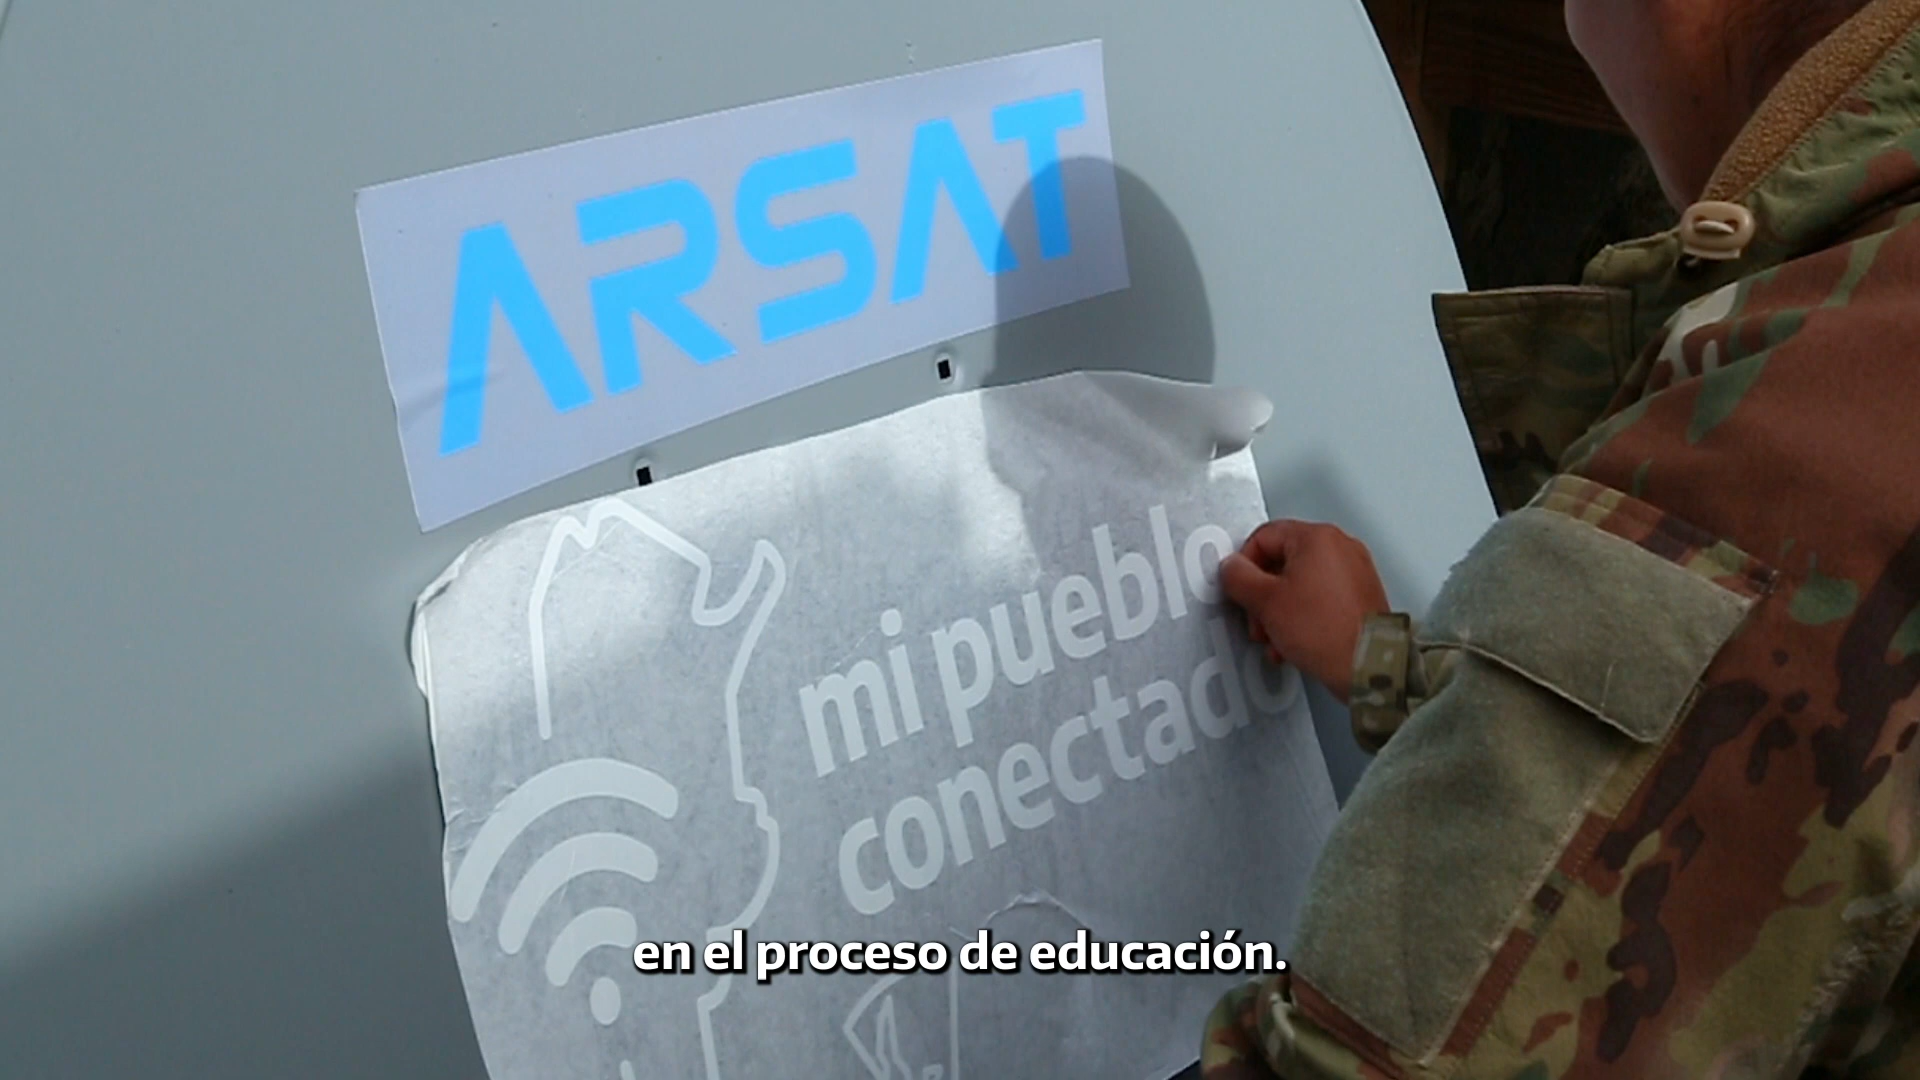 ARSAT
mi pueblo
conectado
en el proceso de educación.